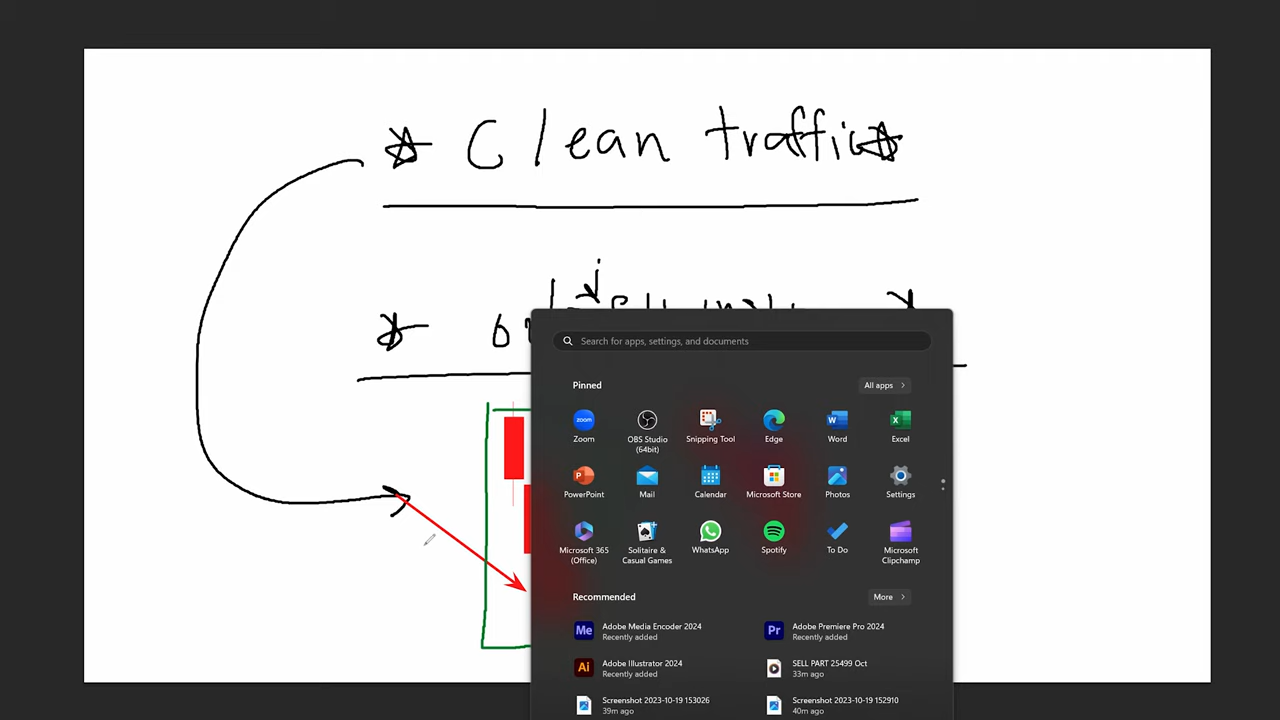 Clean traffic
Search for apps, settings, and documents
Pinned
All apps
zoom
Zoom
OBS Studio
(64bit)
Snipping Tool
Edge
Word
Excel
PowerPoint
Mail
Calendar
Microsoft Store
Photos
Settings
Microsoft 365
(Office)
Solitaire &
Casual Games
WhatsApp
Spotify
To Do
Microsoft
Clipchamp
Recommended
More
Me
Adobe Media Encoder 2024
Recently added
Pr
Adobe Premiere Pro 2024
Recently added
Ai
Adobe Illustrator 2024
Recently added
SELL PART 25499 Oct
33m ago
Screenshot 2023-10-19 153026
39m ago
Screenshot 2023-10-19 152910
40m ago